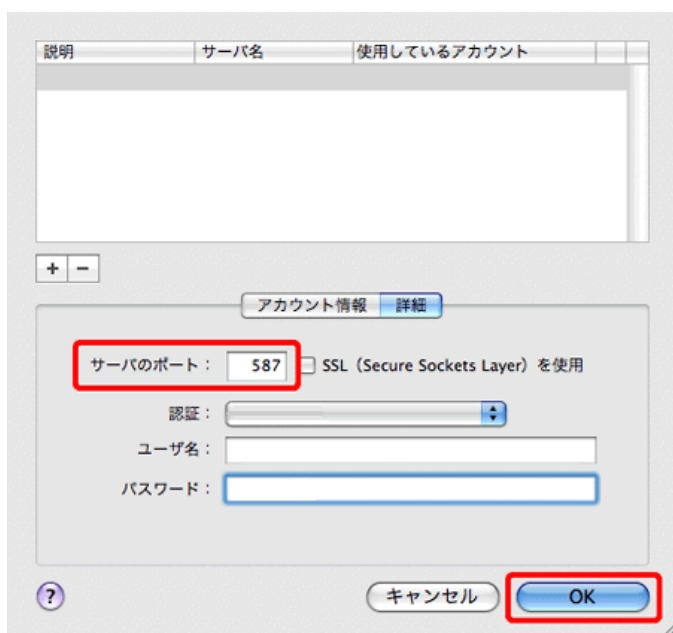 説明 サーバ名 使用しているアカウント
+ −
アカウント情報 詳細
サーバのポート： 587 SSL（Secure Sockets Layer）を使用
認証：
ユーザ名：
パスワード：
? キャンセル OK